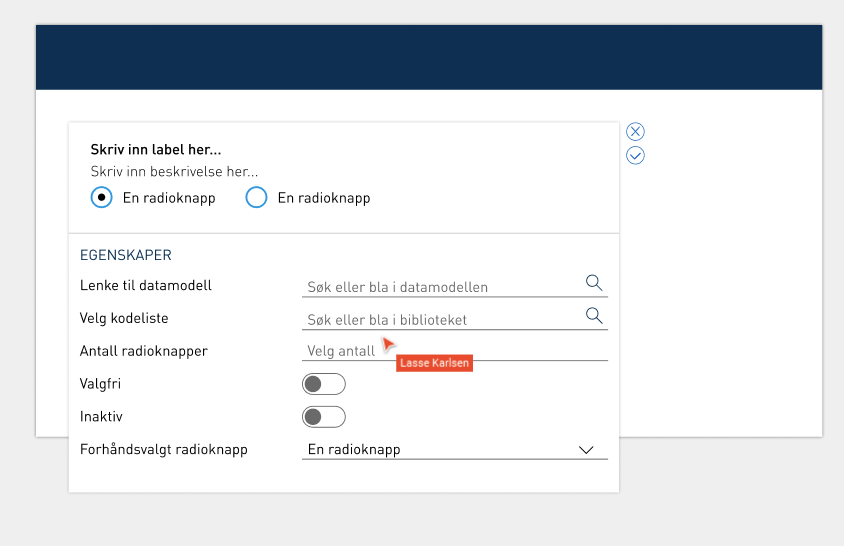 Skriv inn label her...
Skriv inn beskrivelse her...
En radioknapp En radioknapp
EGENSKAPER
Lenke til datamodell Søk eller bla i datamodellen
Velg kodeliste Søk eller bla i biblioteket
Antall radioknapper Velg antall
Lasse Karlsen
Valgfri
Inaktiv
Forhåndsvalgt radioknapp En radioknapp